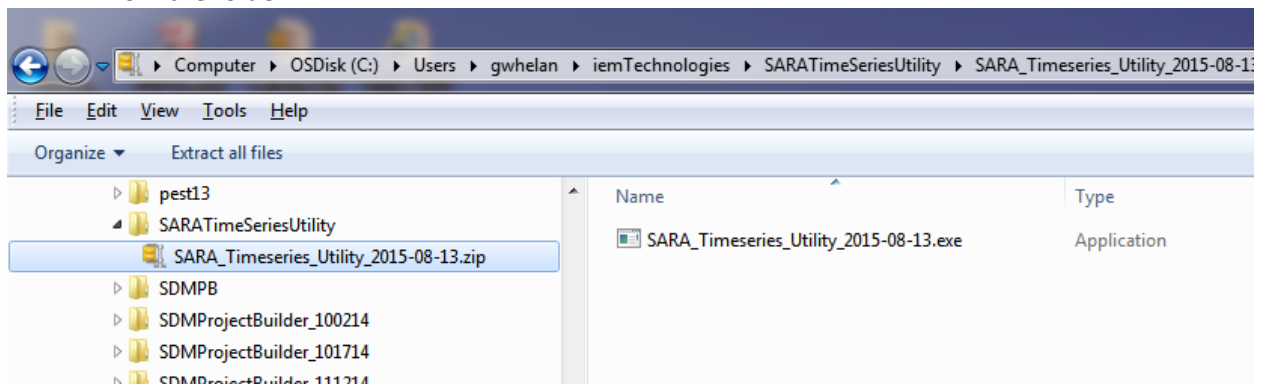 Computer OSDisk (C:) Users gwhelan iemTechnologies SARATimeSeriesUtility SARA_Timeseries_Utility_2015-08-13
File Edit View Tools Help
Organize Extract all files
pest13
SARATimeSeriesUtility
SARA_Timeseries_Utility_2015-08-13.zip
SDMPB
SDMProjectBuilder_100214
SDMProjectBuilder_101714
SDMProjectBuilder_111214
Name Type
SARA_Timeseries_Utility_2015-08-13.exe Application